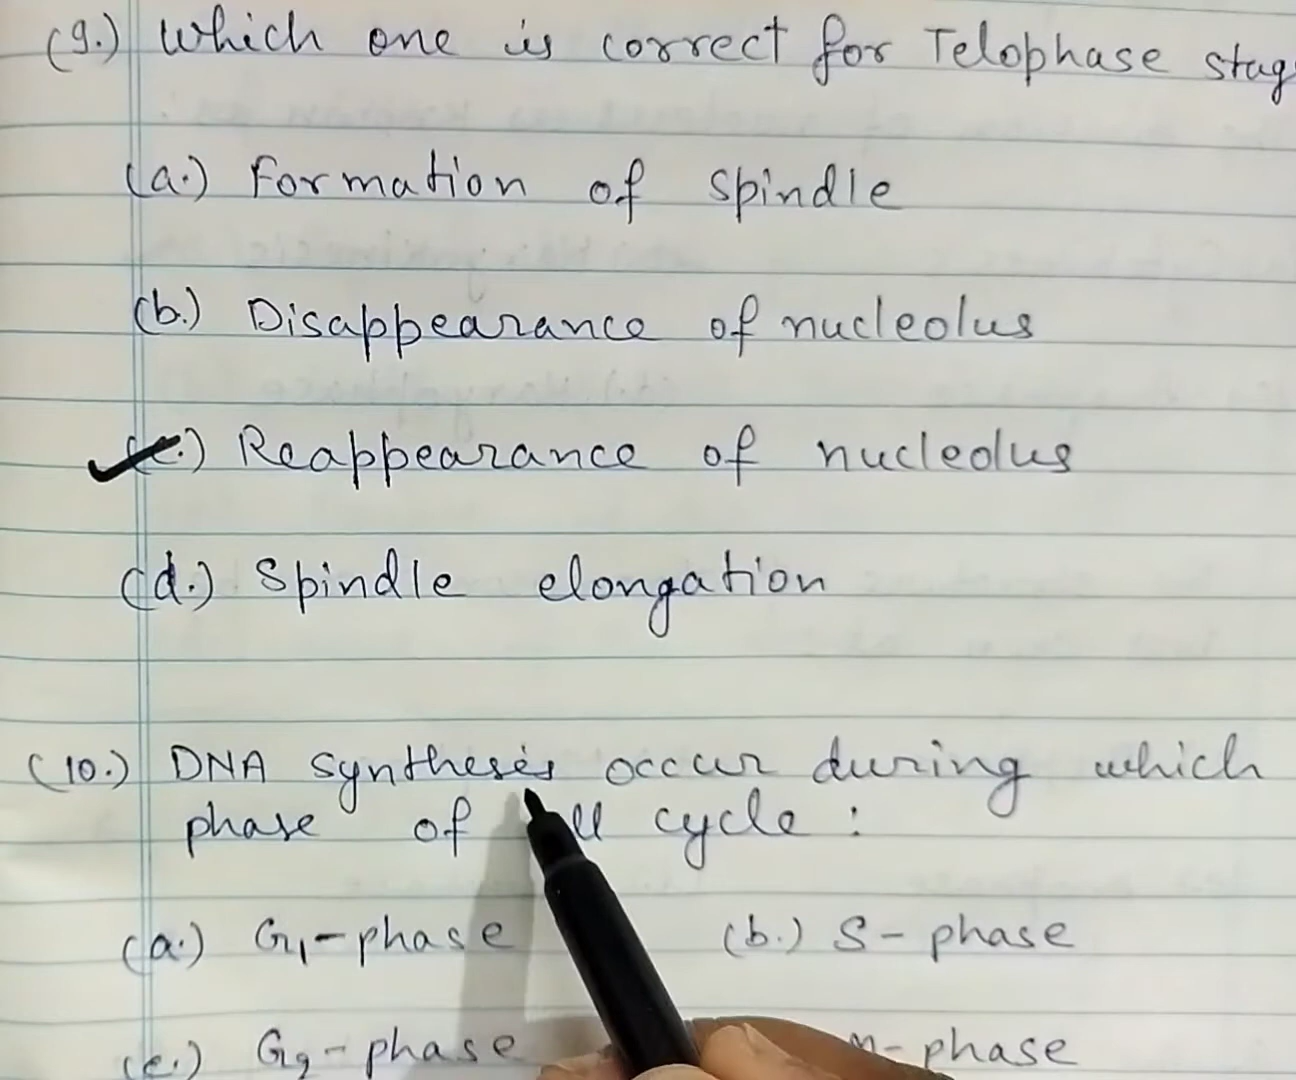 (9.) Which one is correct for Telophase stag
(a.) Formation of spindle
(b.) Disappearance of nucleolus
(c.) Reappearance of nucleolus
(d.) Spindle elongation
(10.) DNA synthesis occur during which
phase of cycle :
(a.) G1-phase (b.) S-phase
(c.) G2-phase M-phase